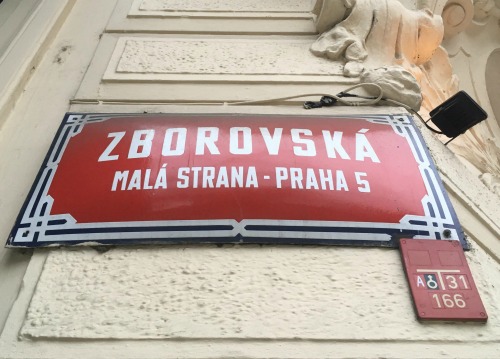 ZBOROVSKÁ
MALÁ STRANA - PRAHA 5
A 31
166